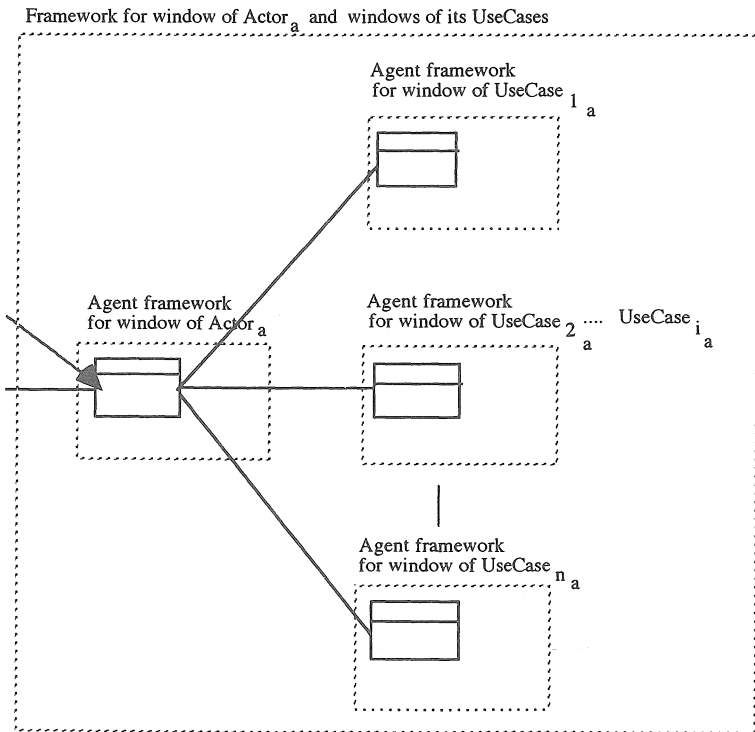 Framework for window of Actor a and windows of its UseCases
Agent framework
for window of UseCase 1 a
Agent framework
for window of Actor a
Agent framework
for window of UseCase 2 a .... UseCase i a
Agent framework
for window of UseCase n a